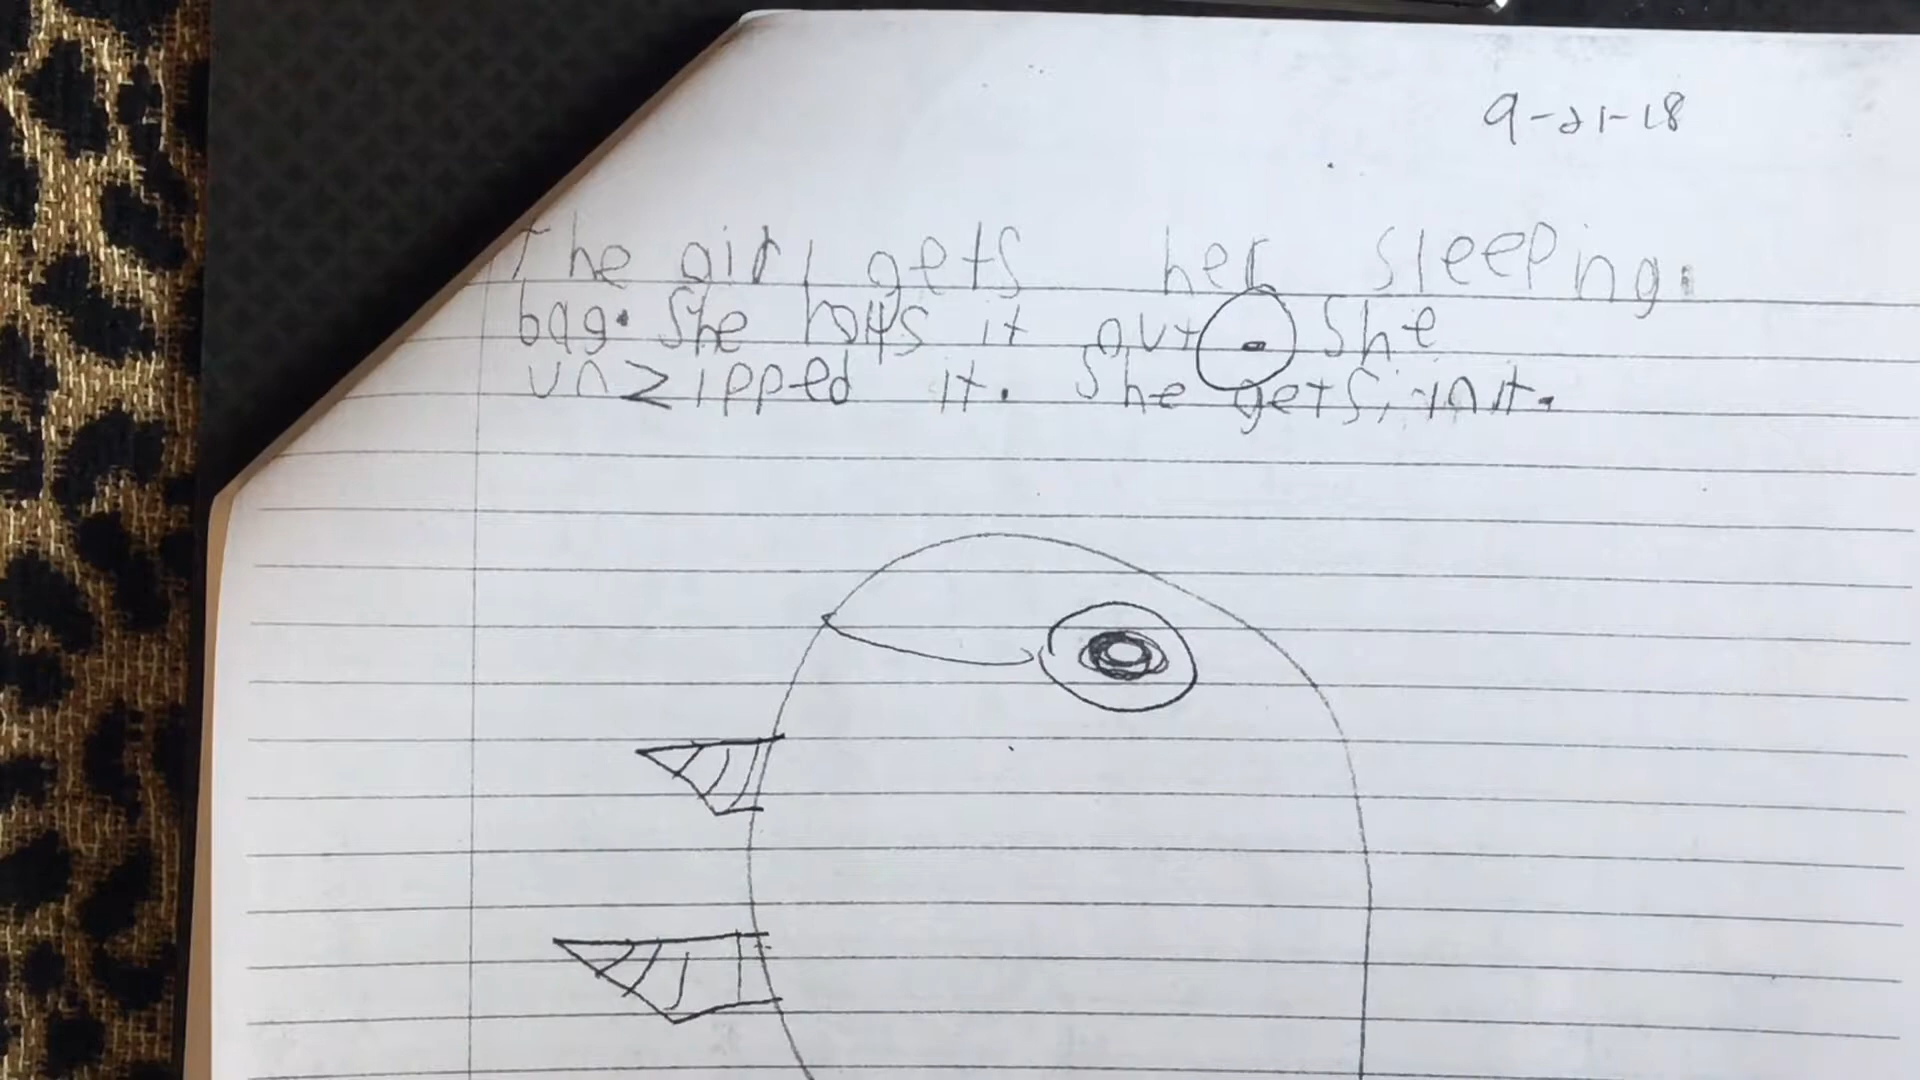 9-21-18
The girl gets her sleeping.
bag. She rolls it out. She
unzipped it. She gets, in it.